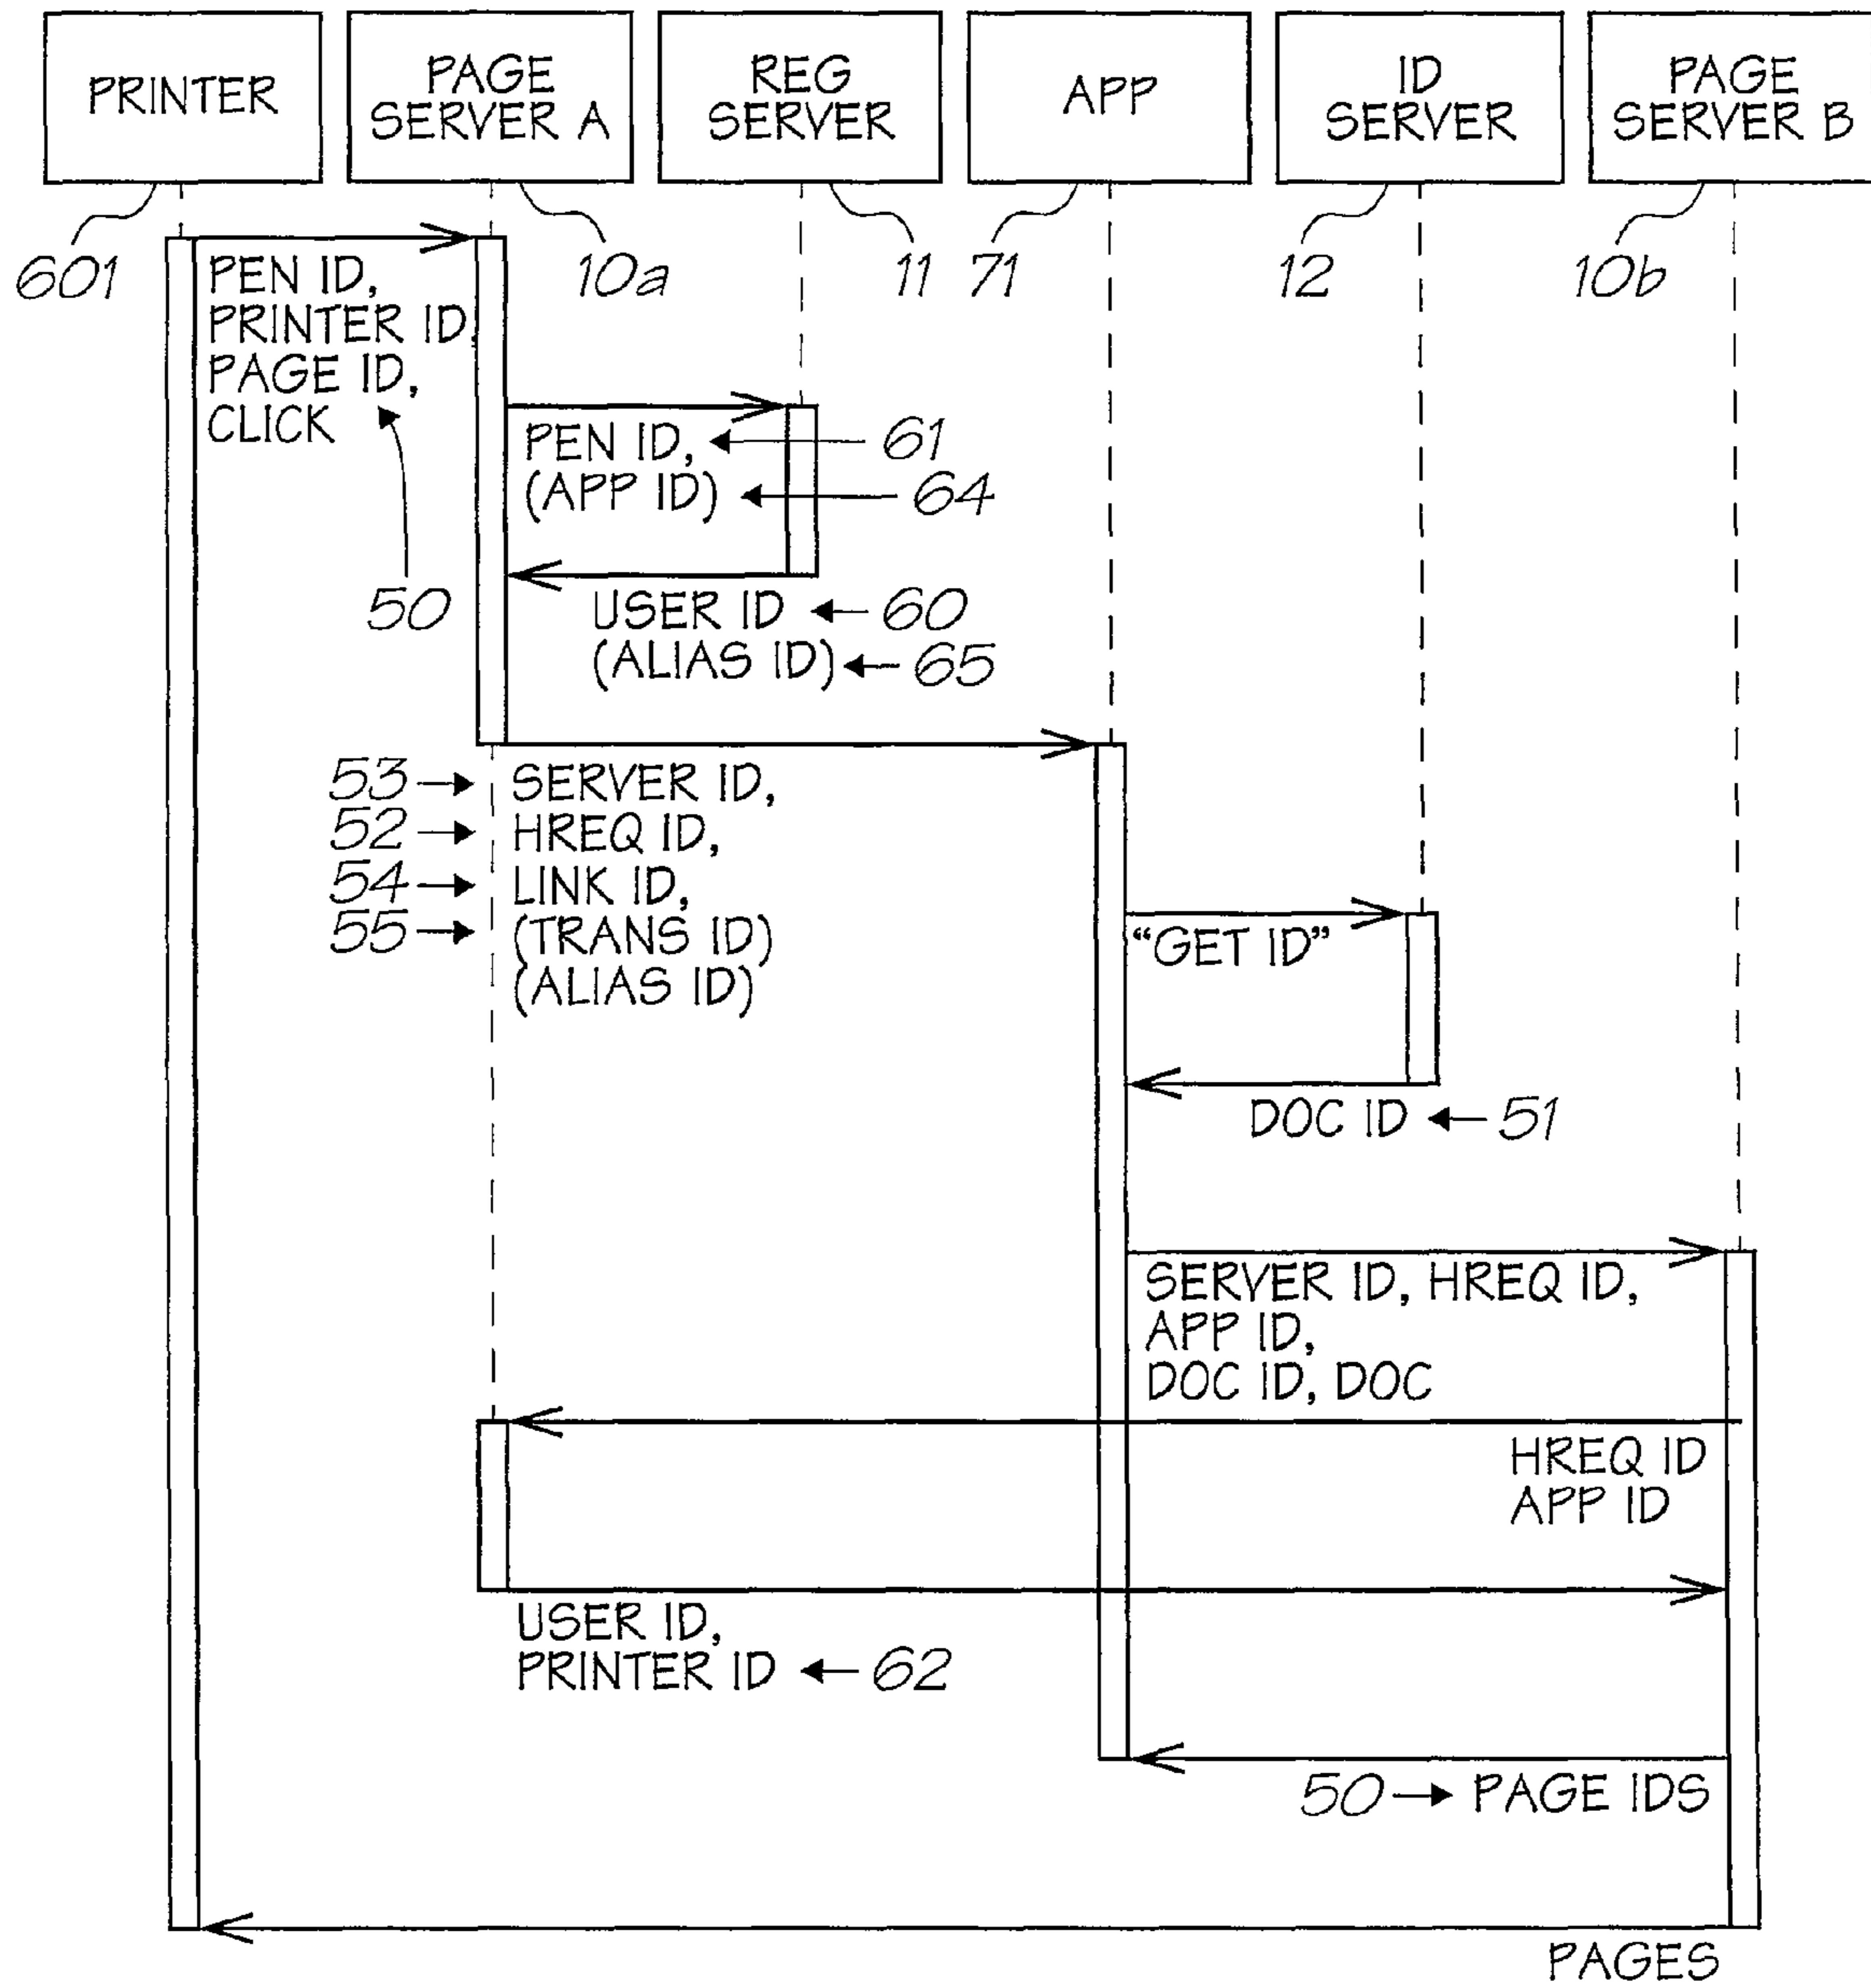 PRINTER
PAGE
SERVER A
REG
SERVER
APP
ID
SERVER
PAGE
SERVER B
601
10a
11
71
12
10b
PEN ID,
PRINTER ID
PAGE ID,
CLICK
50
PEN ID,
61
(APP ID)
64
USER ID
60
(ALIAS ID)
65
53
SERVER ID,
52
HREQ ID,
54
LINK ID,
55
(TRANS ID)
(ALIAS ID)
“GET ID”
DOC ID
51
SERVER ID, HREQ ID,
APP ID,
DOC ID, DOC
HREQ ID
APP ID
USER ID,
PRINTER ID
62
50
PAGE IDS
PAGES